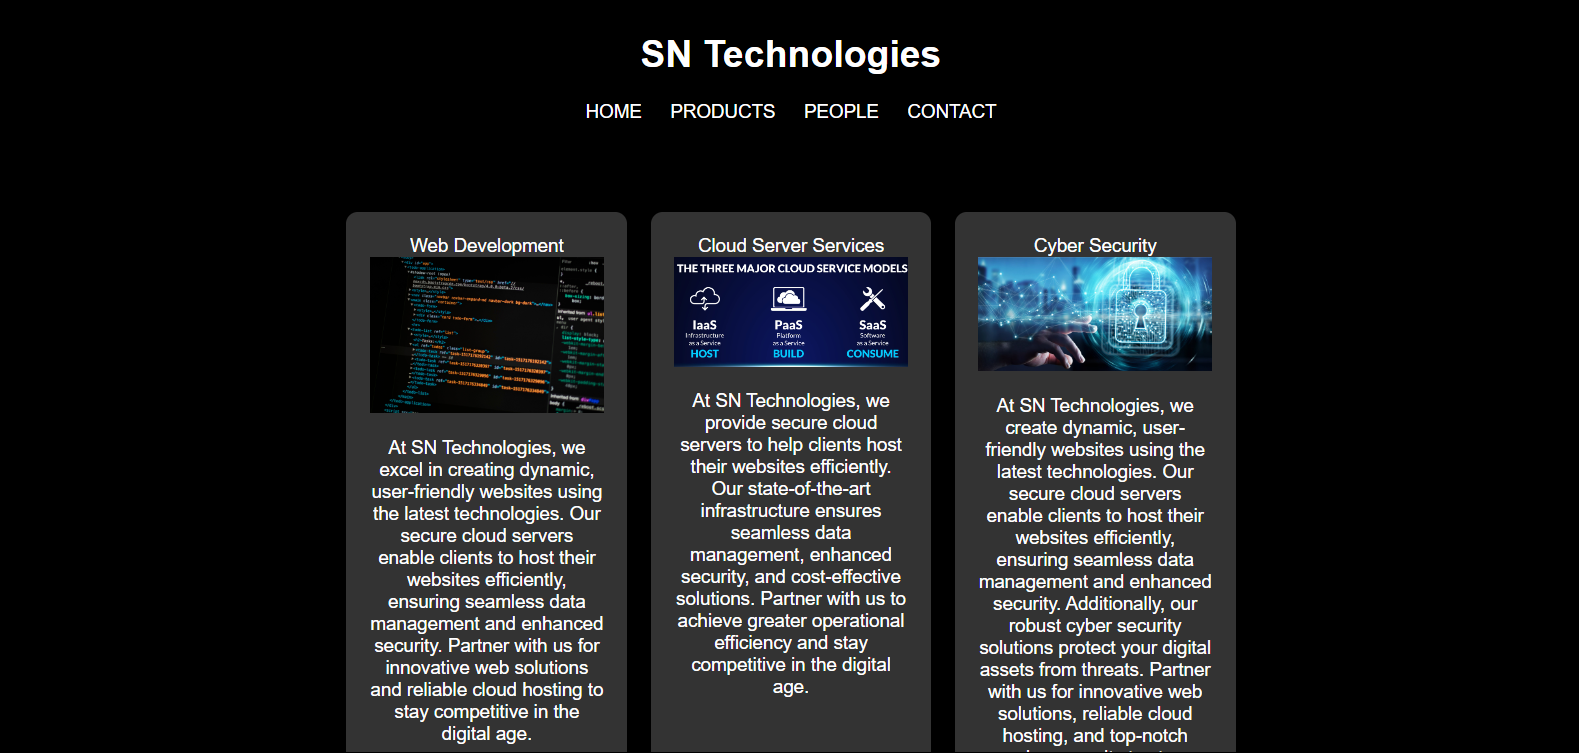 SN Technologies
HOME PRODUCTS PEOPLE CONTACT
Web Development
At SN Technologies, we
excel in creating dynamic,
user-friendly websites using
the latest technologies. Our
secure cloud servers
enable clients to host their
websites efficiently,
ensuring seamless data
management and enhanced
security. Partner with us for
innovative web solutions
and reliable cloud hosting to
stay competitive in the
digital age.
Cloud Server Services
THE THREE MAJOR CLOUD SERVICE MODELS
IaaS
Infrastructure
as a Service
HOST
PaaS
Platform
as a Service
BUILD
SaaS
Software
as a Service
CONSUME
At SN Technologies, we
provide secure cloud
servers to help clients host
their websites efficiently.
Our state-of-the-art
infrastructure ensures
seamless data
management, enhanced
security, and cost-effective
solutions. Partner with us to
achieve greater operational
efficiency and stay
competitive in the digital
age.
Cyber Security
At SN Technologies, we
create dynamic, user-
friendly websites using the
latest technologies. Our
secure cloud servers
enable clients to host their
websites efficiently,
ensuring seamless data
management and enhanced
security. Additionally, our
robust cyber security
solutions protect your digital
assets from threats. Partner
with us for innovative web
solutions, reliable cloud
hosting, and top-notch